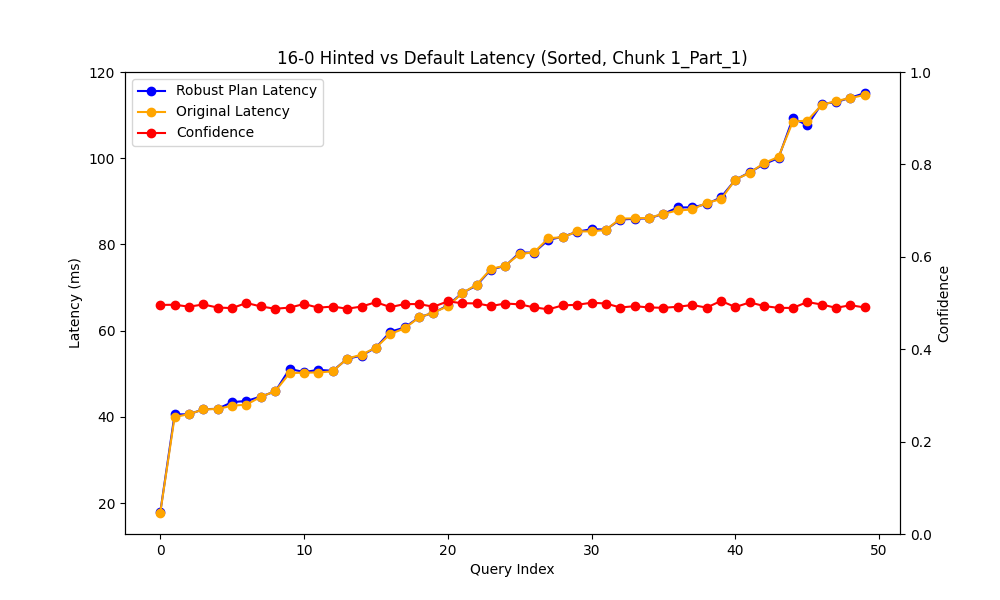 16-0 Hinted vs Default Latency (Sorted, Chunk 1_Part_1)
Robust Plan Latency
Original Latency
Confidence
Latency (ms)
120
100
80
60
40
20
1.0
0.8
0.6
0.4
0.2
0.0
Confidence
0
10
20
30
40
50
Query Index